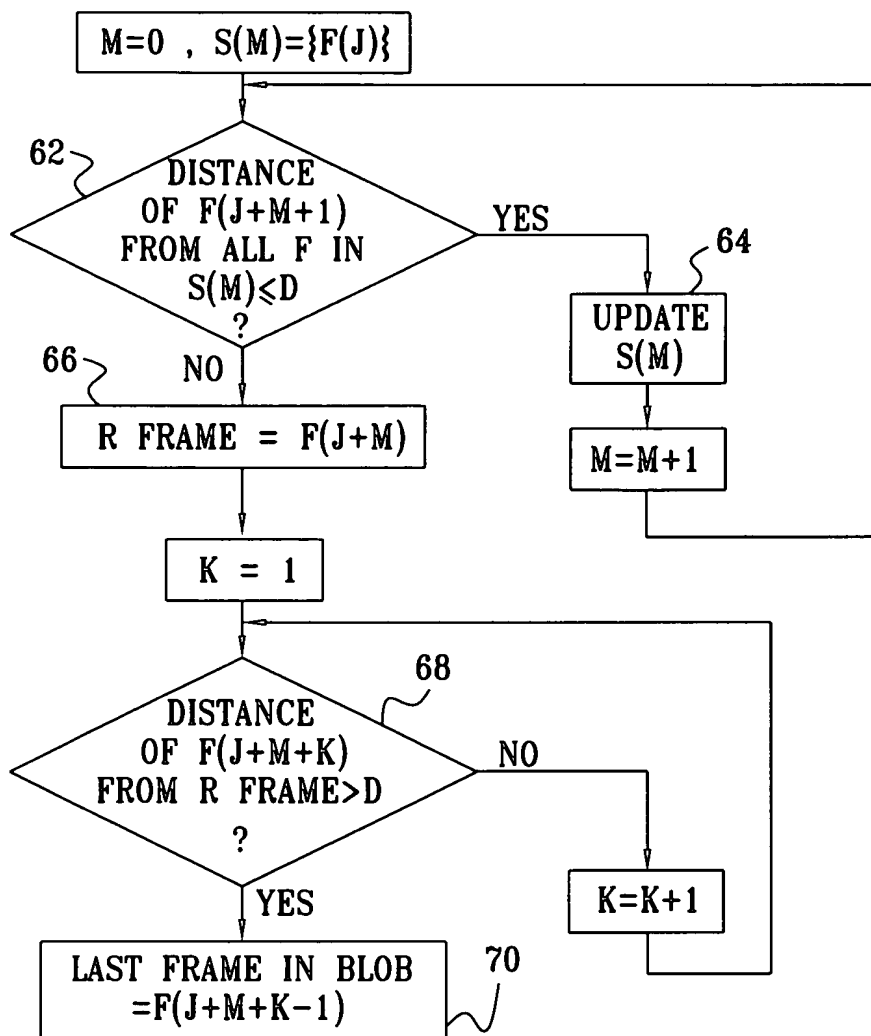 M=0 , S(M)={F(J)}
62
DISTANCE
OF F(J+M+1)
FROM ALL F IN
S(M)⩽D
?
YES
64
UPDATE
S(M)
NO
66
R FRAME = F(J+M)
M=M+1
K = 1
68
DISTANCE
OF F(J+M+K)
FROM R FRAME>D
?
NO
K=K+1
YES
LAST FRAME IN BLOB
=F(J+M+K-1)
70